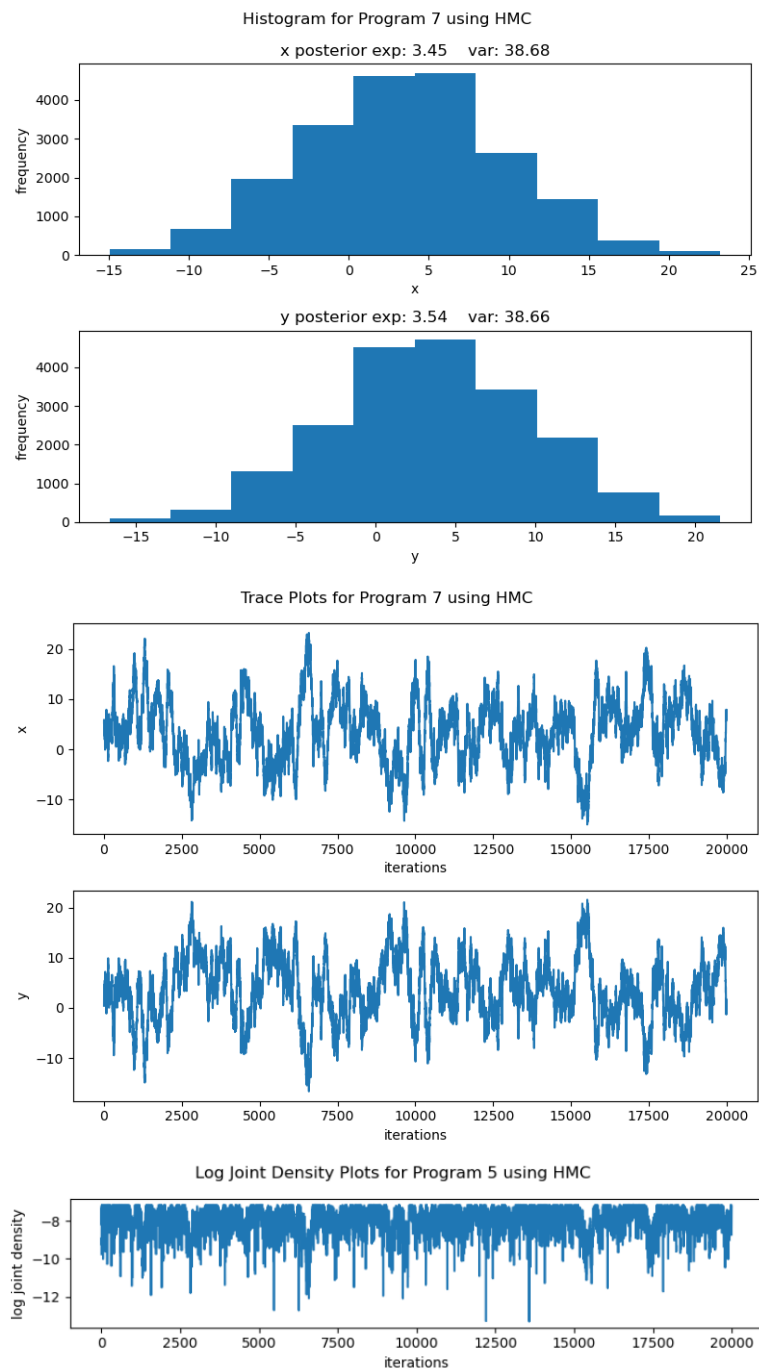 Histogram for Program 7 using HMC
x posterior exp: 3.45    var: 38.68
4000
3000
2000
1000
0
frequency
−15 −10 −5 0 5 10 15 20 25
x
y posterior exp: 3.54    var: 38.66
4000
3000
2000
1000
0
frequency
−15 −10 −5 0 5 10 15 20
y
Trace Plots for Program 7 using HMC
20
10
0
−10
x
0 2500 5000 7500 10000 12500 15000 17500 20000
iterations
20
10
0
−10
y
0 2500 5000 7500 10000 12500 15000 17500 20000
iterations
Log Joint Density Plots for Program 5 using HMC
−8
−10
−12
log joint density
0 2500 5000 7500 10000 12500 15000 17500 20000
iterations